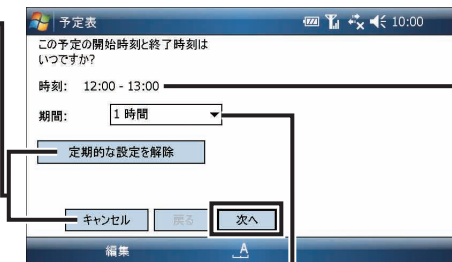 予定表 10:00
この予定の開始時刻と終了時刻は
いつですか?
時刻: 12:00 - 13:00
期間: 1 時間
定期的な設定を解除
キャンセル 戻る 次へ
編集 A